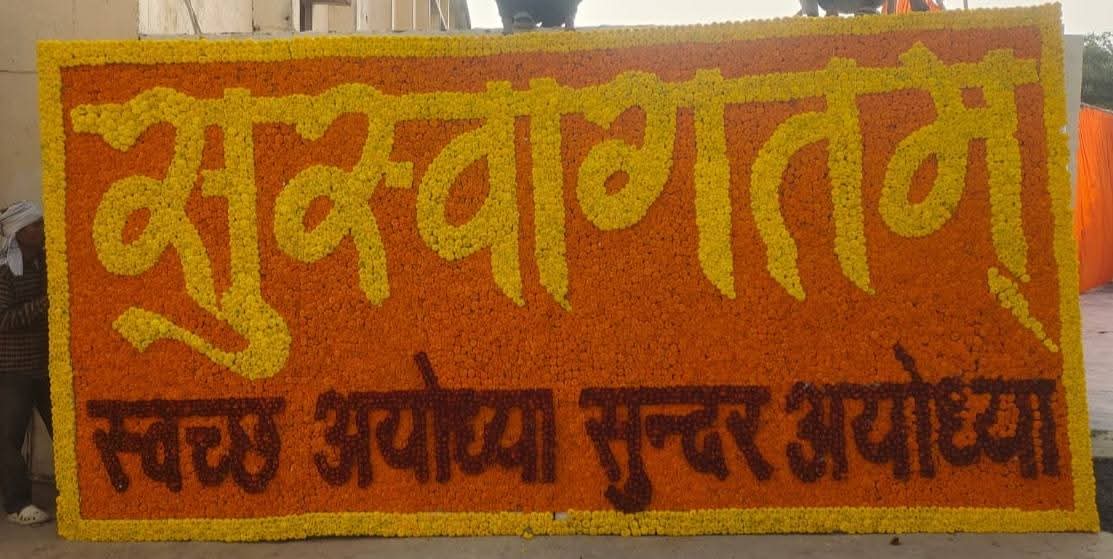 सुस्वागतम्
स्वच्छ अयोध्या सुन्दर अयोध्या